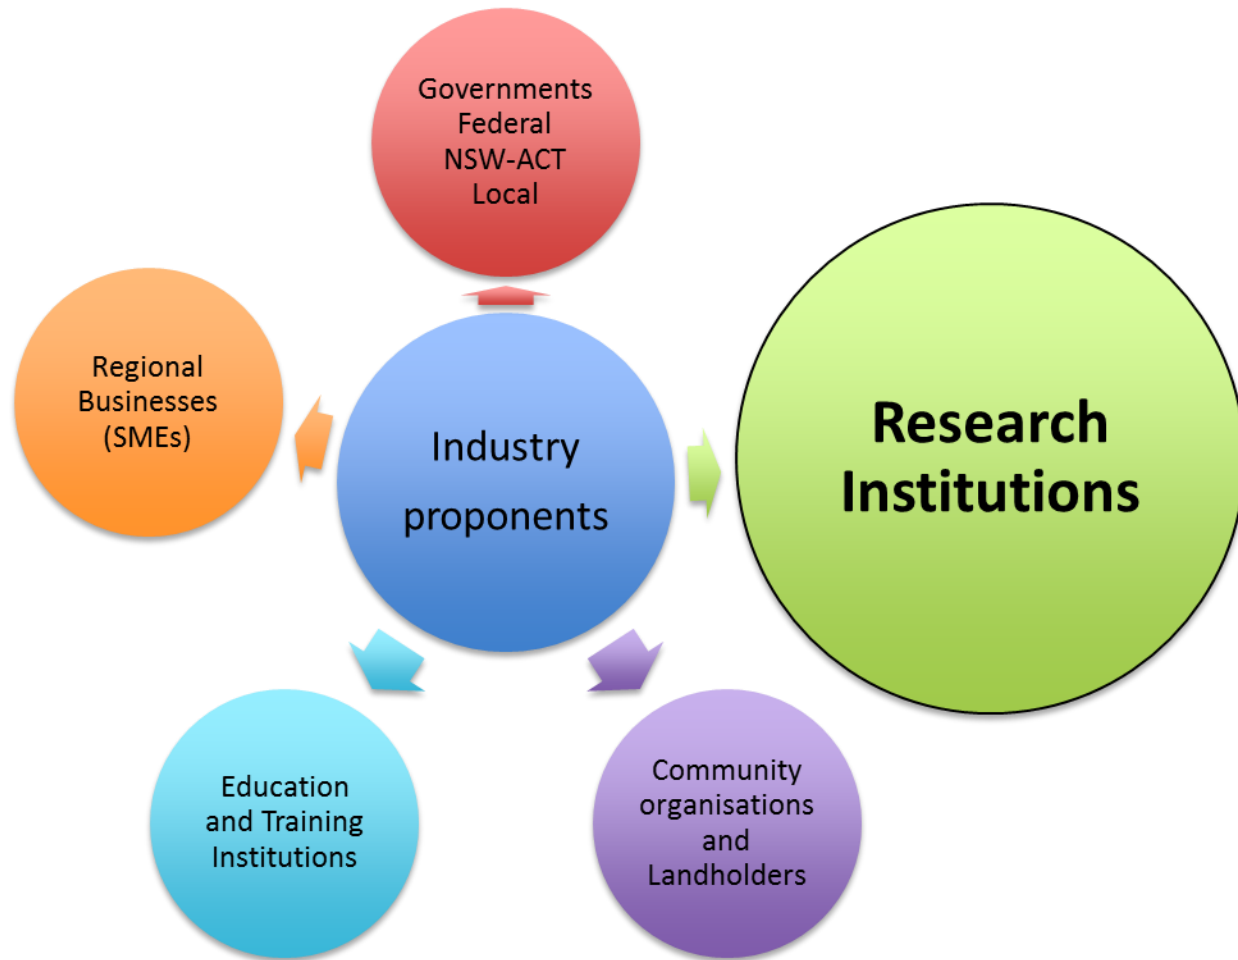 Governments
Federal
NSW-ACT
Local
Regional
Businesses
(SMEs)
Industry
proponents
Research
Institutions
Education
and Training
Institutions
Community
organisations
and
Landholders